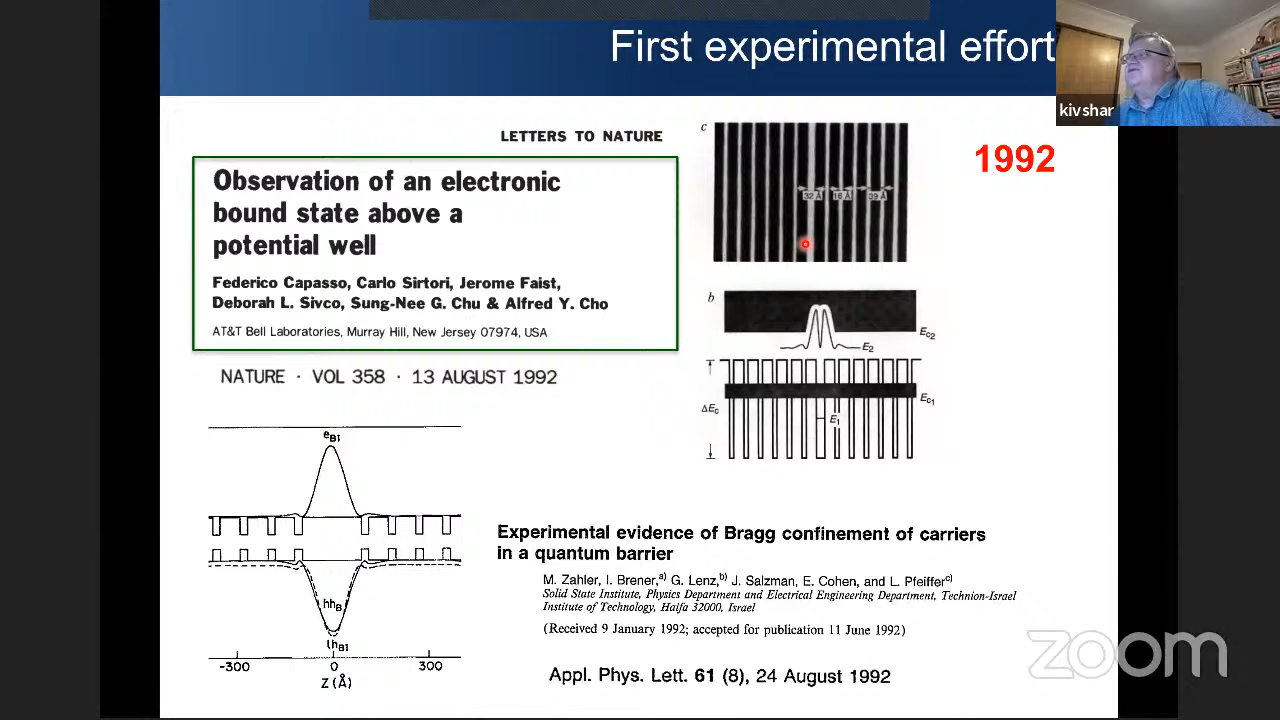 First experimental effort
kivshar
LETTERS TO NATURE
Observation of an electronic
bound state above a
potential well
Federico Capasso, Carlo Sirtori, Jerome Faist,
Deborah L. Sivco, Sung-Nee G. Chu & Alfred Y. Cho
AT&T Bell Laboratories, Murray Hill, New Jersey 07974, USA
NATURE · VOL 358 · 13 AUGUST 1992
c
32 Å 16 Å 39 Å
1992
b
Ec2
E2
Ec1
ΔEc
E1
eB1
hhB
lhB1
-300 0 300
Z (Å)
Experimental evidence of Bragg confinement of carriers
in a quantum barrier
M. Zahler, I. Brener,a) G. Lenz,b) J. Salzman, E. Cohen, and L. Pfeifferc)
Solid State Institute, Physics Department and Electrical Engineering Department, Technion-Israel
Institute of Technology, Haifa 32000, Israel
(Received 9 January 1992; accepted for publication 11 June 1992)
Appl. Phys. Lett. 61 (8), 24 August 1992
zoom